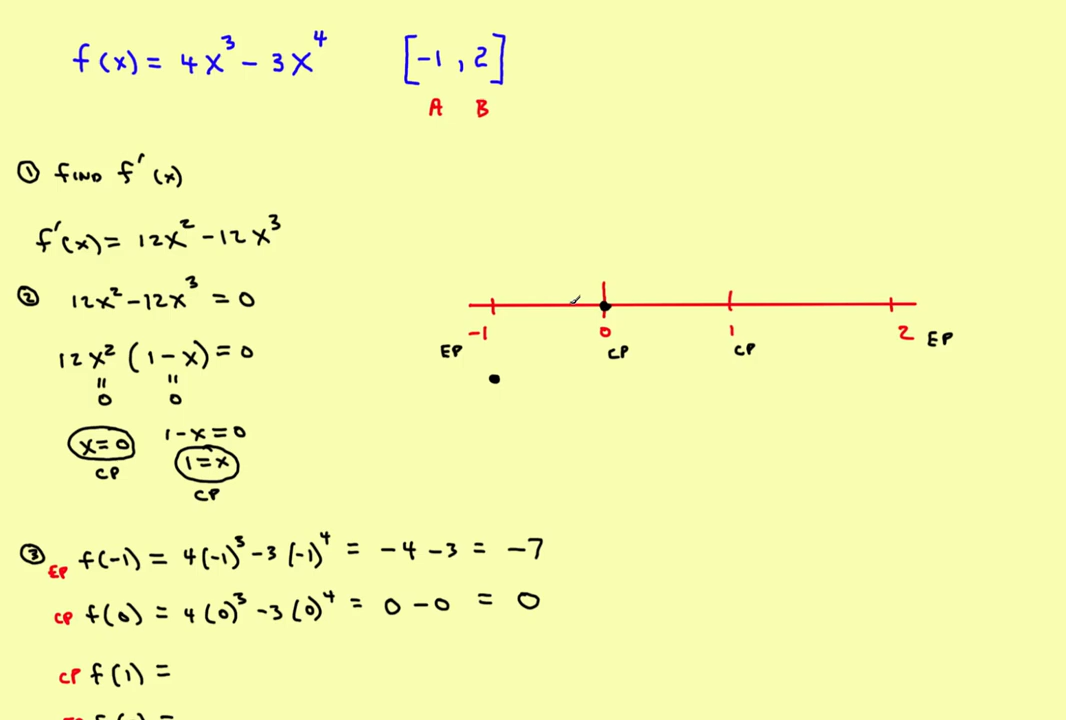 f(x) = 4x³ - 3x⁴ [-1, 2]
A B
① FIND f'(x)
f'(x) = 12x² - 12x³
② 12x² - 12x³ = 0
12x² (1 - x) = 0
" "
0 0
x = 0 1 - x = 0
CP 1 = x
CP
-1 0 1 2
EP CP CP EP
③ EP f(-1) = 4(-1)³ - 3(-1)⁴ = -4 - 3 = -7
CP f(0) = 4(0)³ - 3(0)⁴ = 0 - 0 = 0
CP f(1) =